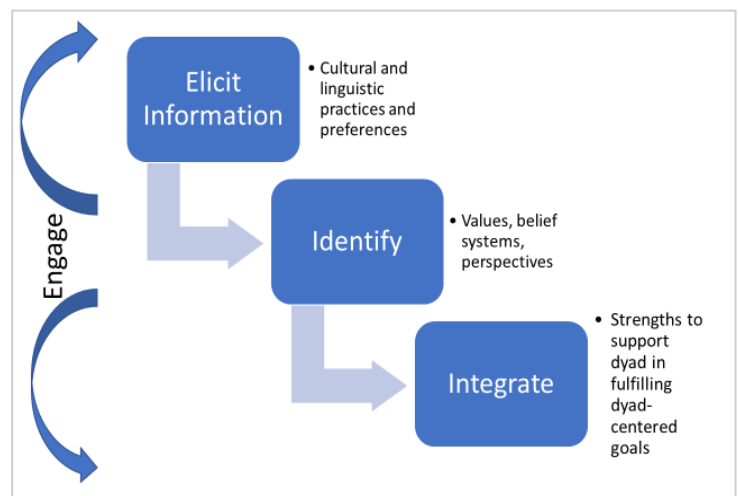 Engage
Elicit
Information
• Cultural and
linguistic
practices and
preferences
Identify
• Values, belief
systems,
perspectives
Integrate
• Strengths to
support
dyad in
fulfilling
dyad-
centered
goals